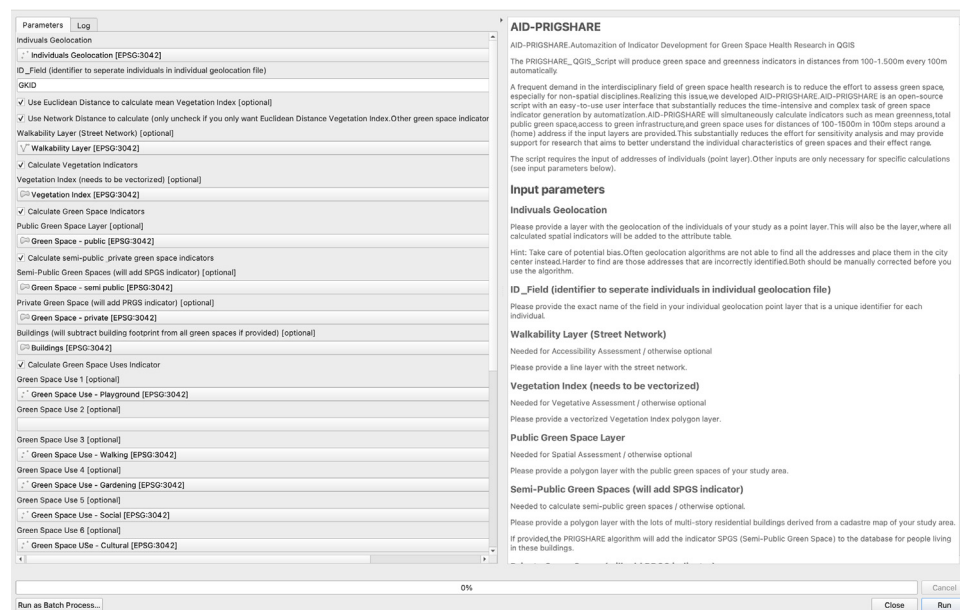 Parameters
Log
Indivuals Geolocation
Individuals Geolocation [EPSG:3042]
ID_Field (identifier to seperate individuals in individual geolocation file)
GKID
Use Euclidean Distance to calculate mean Vegetation Index [optional]
Use Network Distance to calculate (only uncheck if you only want Euclidean Distance Vegetation Index.Other green space indicator
Walkability Layer (Street Network) [optional]
Walkability Layer [EPSG:3042]
Calculate Vegetation Indicators
Vegetation Index (needs to be vectorized) [optional]
Vegetation Index [EPSG:3042]
Calculate Green Space Indicators
Public Green Space Layer [optional]
Green Space - public [EPSG:3042]
Calculate semi-public private green space indicators
Semi-Public Green Spaces (will add SPGS indicator) [optional]
Green Space - semi public [EPSG:3042]
Private Green Space (will add PRGS indicator) [optional]
Green Space - private [EPSG:3042]
Buildings (will subtract building footprint from all green spaces if provided) [optional]
Buildings [EPSG:3042]
Calculate Green Space Uses Indicator
Green Space Use 1 [optional]
Green Space Use - Playground [EPSG:3042]
Green Space Use 2 [optional]
Green Space Use 3 [optional]
Green Space Use - Walking [EPSG:3042]
Green Space Use 4 [optional]
Green Space Use - Gardening [EPSG:3042]
Green Space Use 5 [optional]
Green Space Use - Social [EPSG:3042]
Green Space Use 6 [optional]
Green Space USe - Cultural [EPSG:3042]
AID-PRIGSHARE
AID-PRIGSHARE.Automazition of Indicator Development for Green Space Health Research in QGIS
The PRIGSHARE_QGIS_Script will produce green space and greenness indicators in distances from 100-1.500m every 100m
automatically.
A frequent demand in the interdisciplinary field of green space health research is to reduce the effort to assess green space,
especially for non-spatial disciplines.Realizing this issue,we developed AID-PRIGSHARE.AID-PRIGSHARE is an open-source
script with an easy-to-use user interface that substantially reduces the time-intensive and complex task of green space
indicator generation by automatization.AID-PRIGSHARE will simultaneously calculate indicators such as mean greenness,total
public green space,access to green infrastructure,and green space uses for distances of 100-1500m in 100m steps around a
(home) address if the input layers are provided.This substantially reduces the effort for sensitivity analysis and may provide
support for research that aims to better understand the individual characteristics of green spaces and their effect range.
The script requires the input of addresses of individuals (point layer).Other inputs are only necessary for specific calculations
(see input parameters below).
Input parameters
Indivuals Geolocation
Please provide a layer with the geolocation of the individuals of your study as a point layer.This will also be the layer,where all
calculated spatial indicators will be added to the attribute table.
Hint: Take care of potential bias.Often geolocation algorithms are not able to find all the addresses and place them in the city
center instead.Harder to find are those addresses that are incorrectly identified.Both should be manually corrected before you
use the algorithm.
ID_Field (identifier to seperate individuals in individual geolocation file)
Please provide the exact name of the field in your individual geolocation point layer that is a unique identifier for each
individual.
Walkability Layer (Street Network)
Needed for Accessibility Assessment / otherwise optional
Please provide a line layer with the street network.
Vegetation Index (needs to be vectorized)
Needed for Vegetative Assessment / otherwise optional
Please provide a vectorized Vegetation Index polygon layer.
Public Green Space Layer
Needed for Spatial Assessment / otherwise optional
Please provide a polygon layer with the public green spaces of your study area.
Semi-Public Green Spaces (will add SPGS indicator)
Needed to calculate semi-public green spaces / otherwise optional.
Please provide a polygon layer with the lots of multi-story residential buildings derived from a cadastre map of your study area.
If provided,the PRIGSHARE algorithm will add the indicator SPGS (Semi-Public Green Space) to the database for people living
in these buildings.
0%
Cancel
Run as Batch Process...
Close
Run